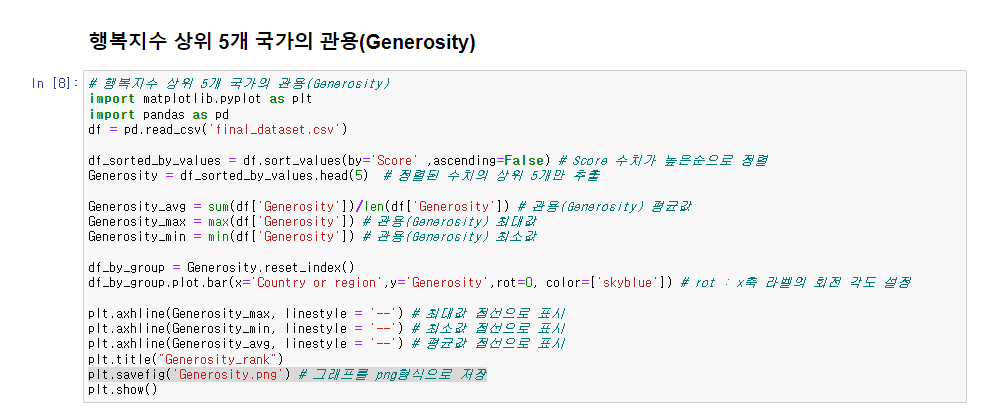 행복지수 상위 5개 국가의 관용(Generosity)
In [8]: # 행복지수 상위 5개 국가의 관용(Generosity)
import matplotlib.pyplot as plt
import pandas as pd
df = pd.read_csv('final_dataset.csv')
df_sorted_by_values = df.sort_values(by='Score' ,ascending=False) # Score 수치가 높은순으로 정렬
Generosity = df_sorted_by_values.head(5)  # 정렬된 수치의 상위 5개만 추출
Generosity_avg = sum(df['Generosity'])/len(df['Generosity']) # 관용(Generosity) 평균값
Generosity_max = max(df['Generosity']) # 관용(Generosity) 최대값
Generosity_min = min(df['Generosity']) # 관용(Generosity) 최소값
df_by_group = Generosity.reset_index()
df_by_group.plot.bar(x='Country or region',y='Generosity',rot=0, color=['skyblue']) # rot : x축 라벨의 회전 각도 설정
plt.axhline(Generosity_max, linestyle = '--') # 최대값 점선으로 표시
plt.axhline(Generosity_min, linestyle = '--') # 최소값 점선으로 표시
plt.axhline(Generosity_avg, linestyle = '--') # 평균값 점선으로 표시
plt.title("Generosity_rank")
plt.savefig('Generosity.png') # 그래프를 png형식으로 저장
plt.show()